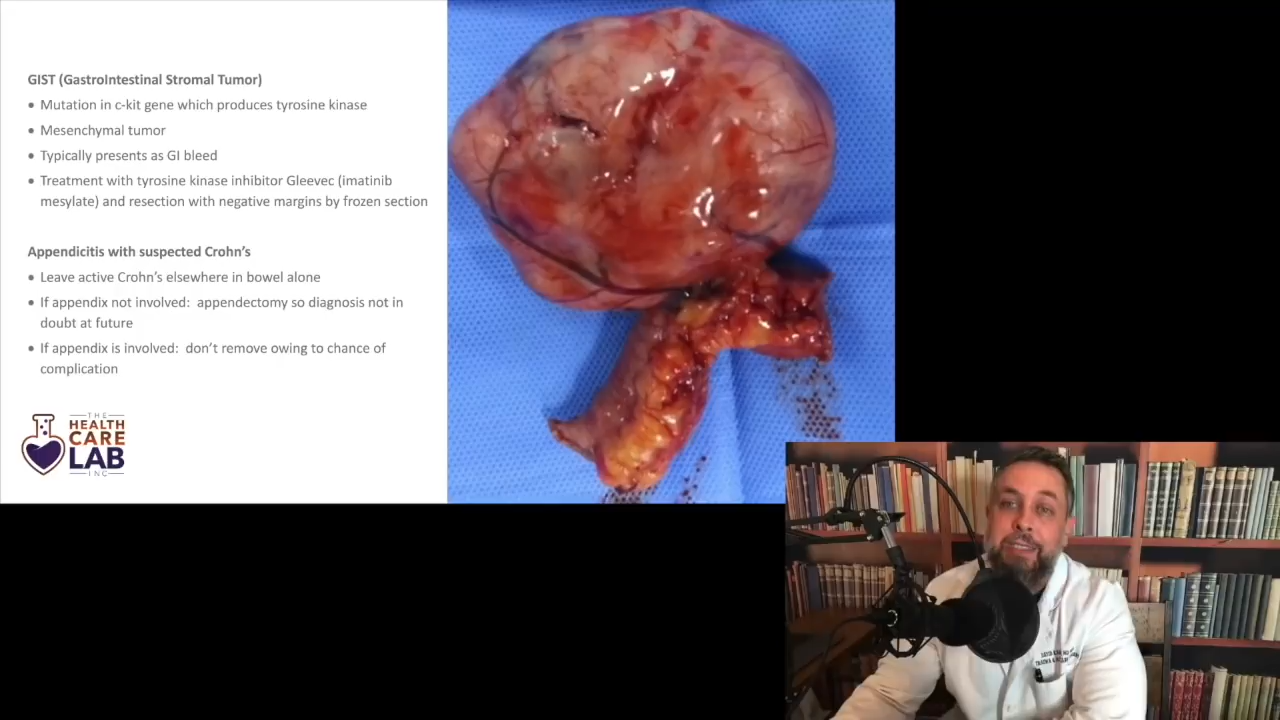 GIST (GastroIntestinal Stromal Tumor)
• Mutation in c-kit gene which produces tyrosine kinase
• Mesenchymal tumor
• Typically presents as GI bleed
• Treatment with tyrosine kinase inhibitor Gleevec (imatinib
mesylate) and resection with negative margins by frozen section
Appendicitis with suspected Crohn’s
• Leave active Crohn’s elsewhere in bowel alone
• If appendix not involved:  appendectomy so diagnosis not in
doubt at future
• If appendix is involved:  don’t remove owing to chance of
complication
THE
HEALTH
CARE
LAB
INC